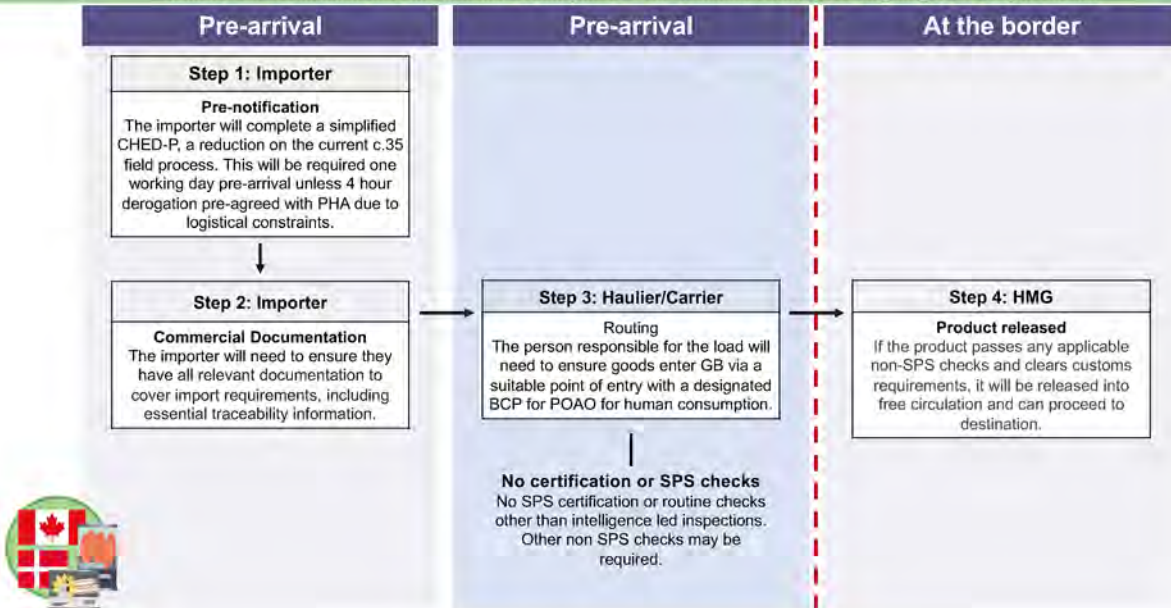 Pre-arrival
Pre-arrival
At the border
Step 1: Importer
Pre-notification
The importer will complete a simplified
CHED-P, a reduction on the current c.35
field process. This will be required one
working day pre-arrival unless 4 hour
derogation pre-agreed with PHA due to
logistical constraints.
Step 2: Importer
Commercial Documentation
The importer will need to ensure they
have all relevant documentation to
cover import requirements, including
essential traceability information.
Step 3: Haulier/Carrier
Routing
The person responsible for the load will
need to ensure goods enter GB via a
suitable point of entry with a designated
BCP for POAO for human consumption.
No certification or SPS checks
No SPS certification or routine checks
other than intelligence led inspections.
Other non SPS checks may be
required.
Step 4: HMG
Product released
If the product passes any applicable
non-SPS checks and clears customs
requirements, it will be released into
free circulation and can proceed to
destination.